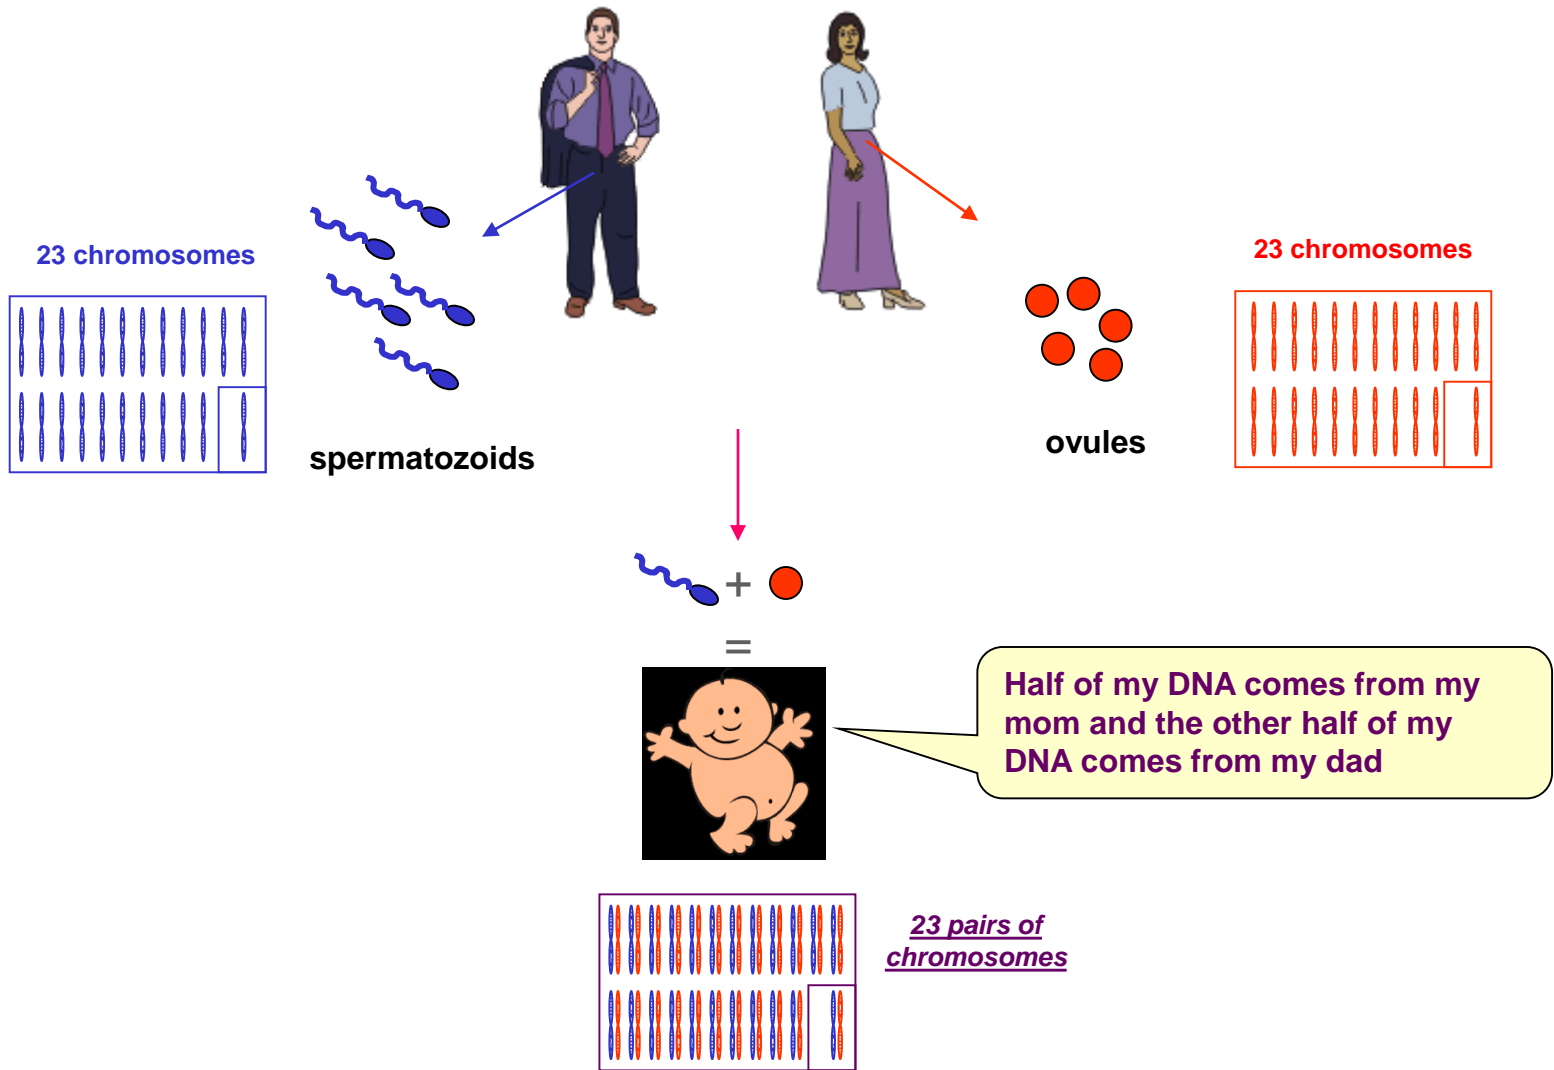 23 chromosomes
23 chromosomes
spermatozoids
ovules
+
=
Half of my DNA comes from my
mom and the other half of my
DNA comes from my dad
23 pairs of
chromosomes